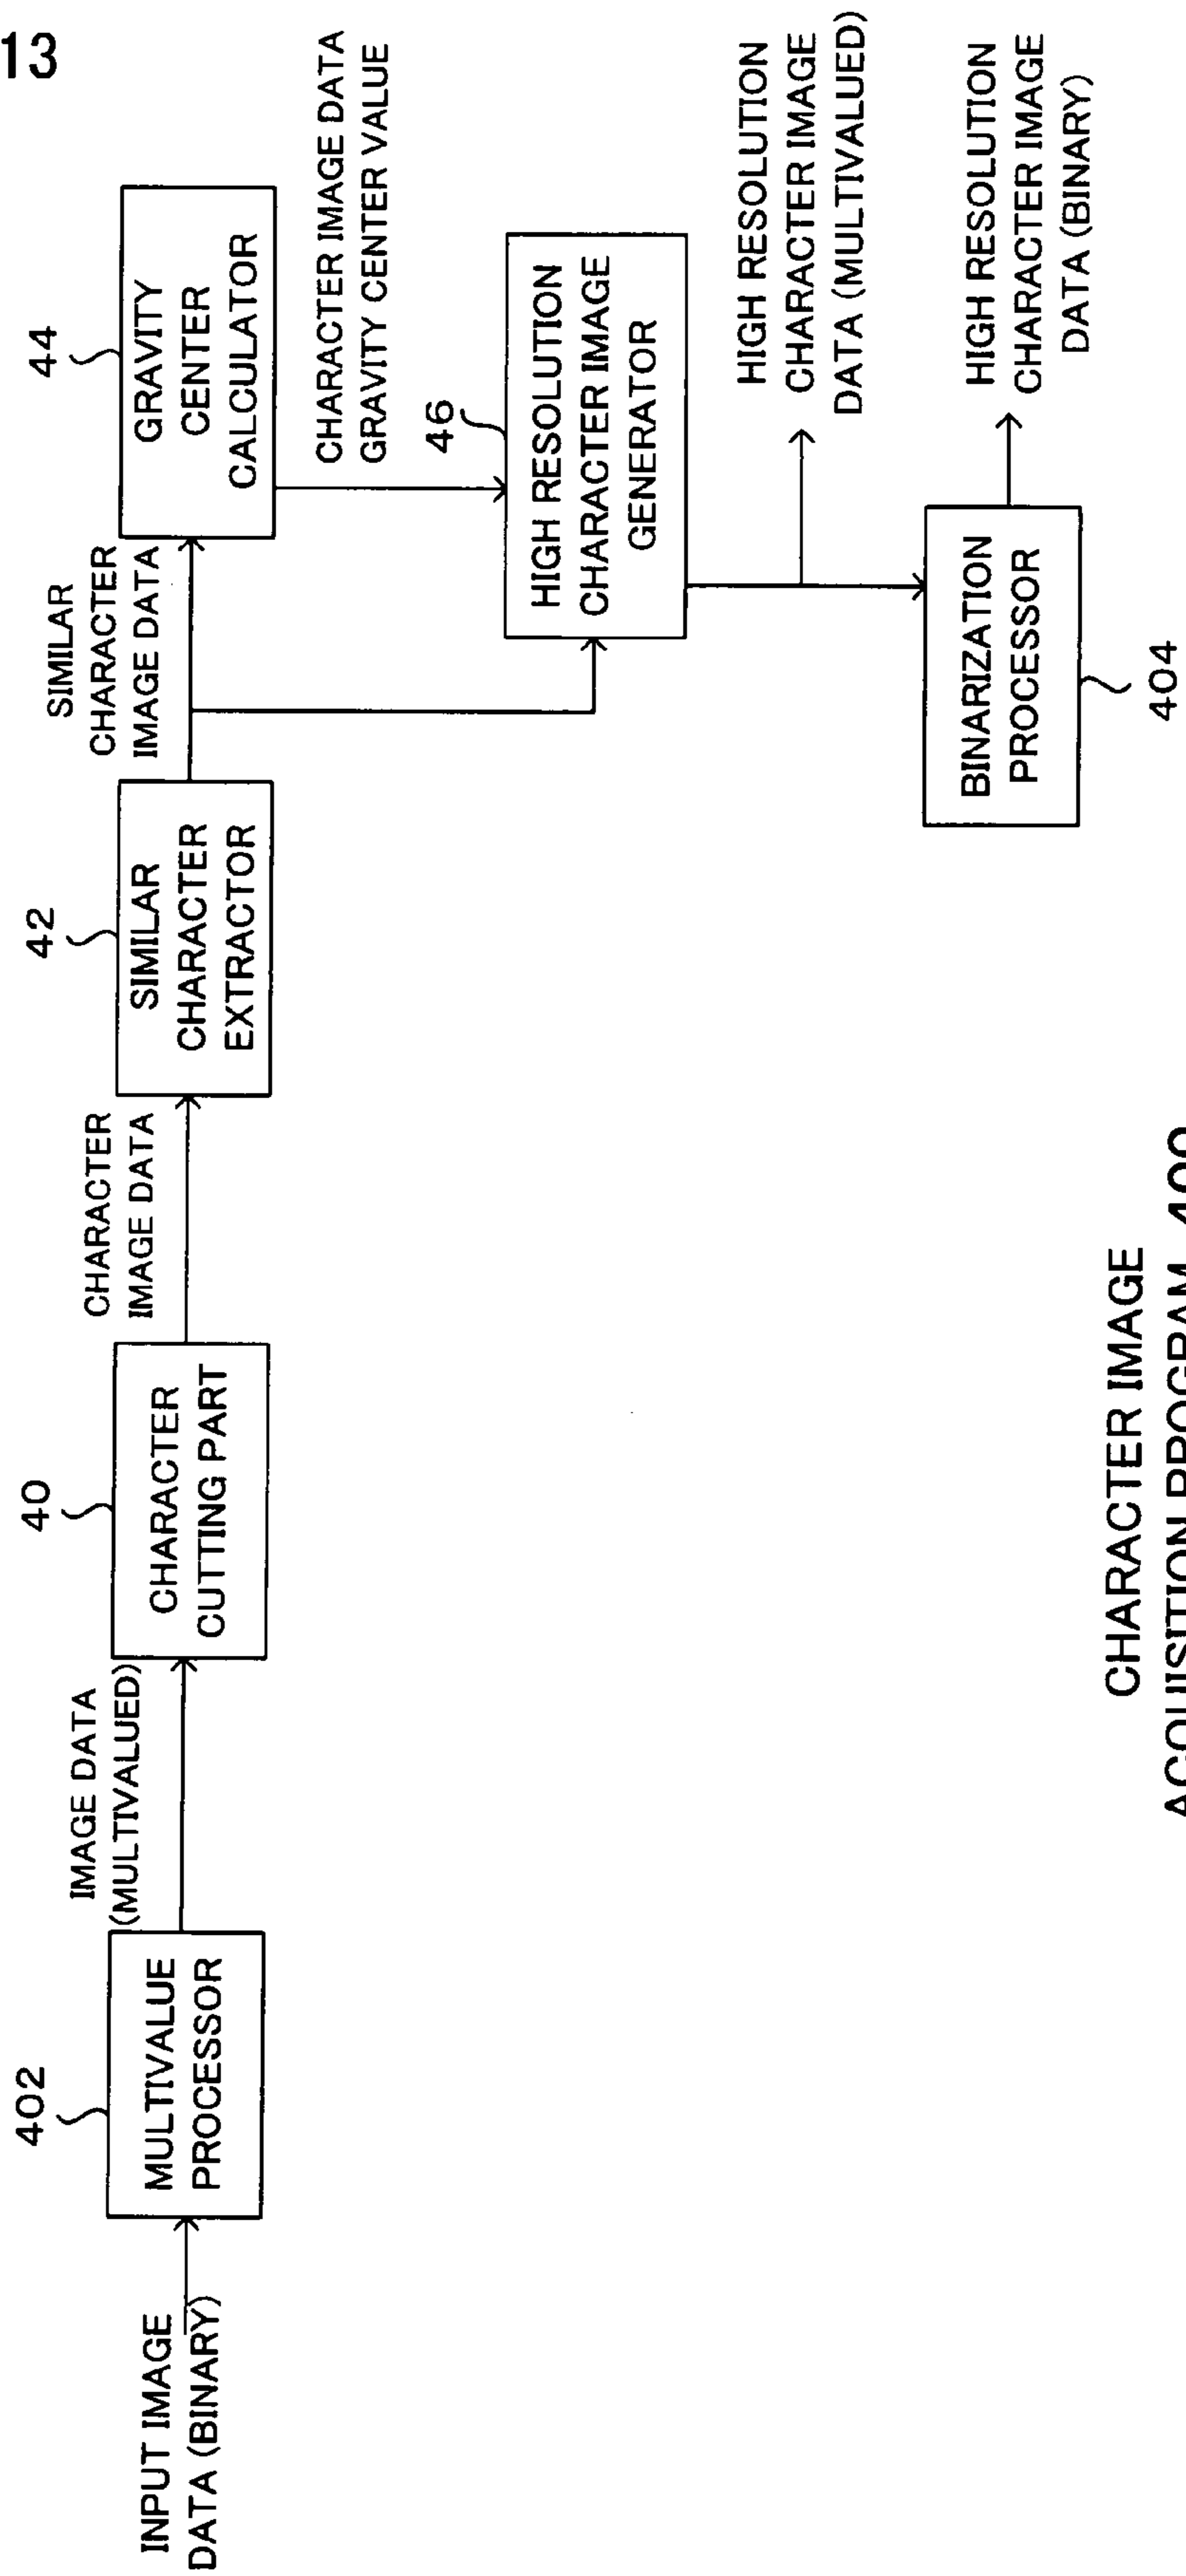 13
INPUT IMAGE
DATA (BINARY)
402
MULTIVALUE
PROCESSOR
IMAGE DATA
(MULTIVALUED)
40
CHARACTER
CUTTING PART
CHARACTER
IMAGE DATA
42
SIMILAR
CHARACTER
EXTRACTOR
SIMILAR
CHARACTER
IMAGE DATA
44
GRAVITY
CENTER
CALCULATOR
CHARACTER IMAGE DATA
GRAVITY CENTER VALUE
46
HIGH RESOLUTION
CHARACTER IMAGE
GENERATOR
HIGH RESOLUTION
CHARACTER IMAGE
DATA (MULTIVALUED)
BINARIZATION
PROCESSOR
404
HIGH RESOLUTION
CHARACTER IMAGE
DATA (BINARY)
CHARACTER IMAGE
ACQUISITION PROGRAM